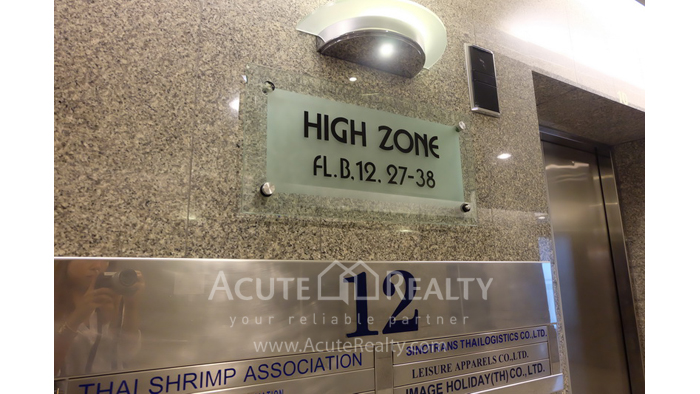 HIGH ZONE
FL.B.12. 27-38
12
ACUTE REALTY
your reliable partner
www.AcuteRealty.com
THAI SHRIMP ASSOCIATION
SINOTRANS THAILOGISTICS CO.,LTD.
LEISURE APPARELS CO.,LTD.
IMAGE HOLIDAY(TH) CO., LTD.